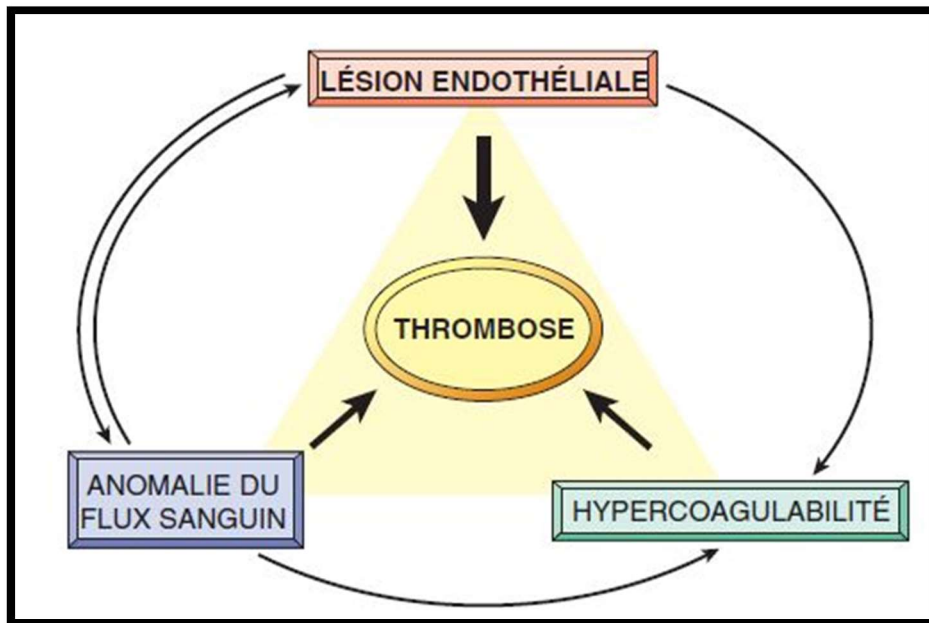 LÉSION ENDOTHÉLIALE
THROMBOSE
ANOMALIE DU
FLUX SANGUIN
HYPERCOAGULABILITÉ